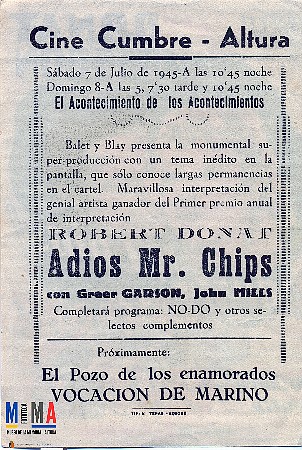 Cine Cumbre - Altura
Sábado 7 de Julio de 1945-A las 10'45 noche
Domingo 8-A las 5, 7'30 tarde y 10'45 noche
El Acontecimiento de los Acontecimientos
Balet y Blay presenta la monumental su-
per-producción con un tema inédito en la
pantalla, que sólo conoce largas permanencias
en el cartel. Maravillosa interpretación del
genial artista ganador del Primer premio anual
de interpretación
ROBERT DONAT
Adios Mr. Chips
con Greer GARSON, John MILLS
Completará programa: NO-DO y otros se-
lectos complementos
Próximamente:
El Pozo de los enamorados
VOCACION DE MARINO